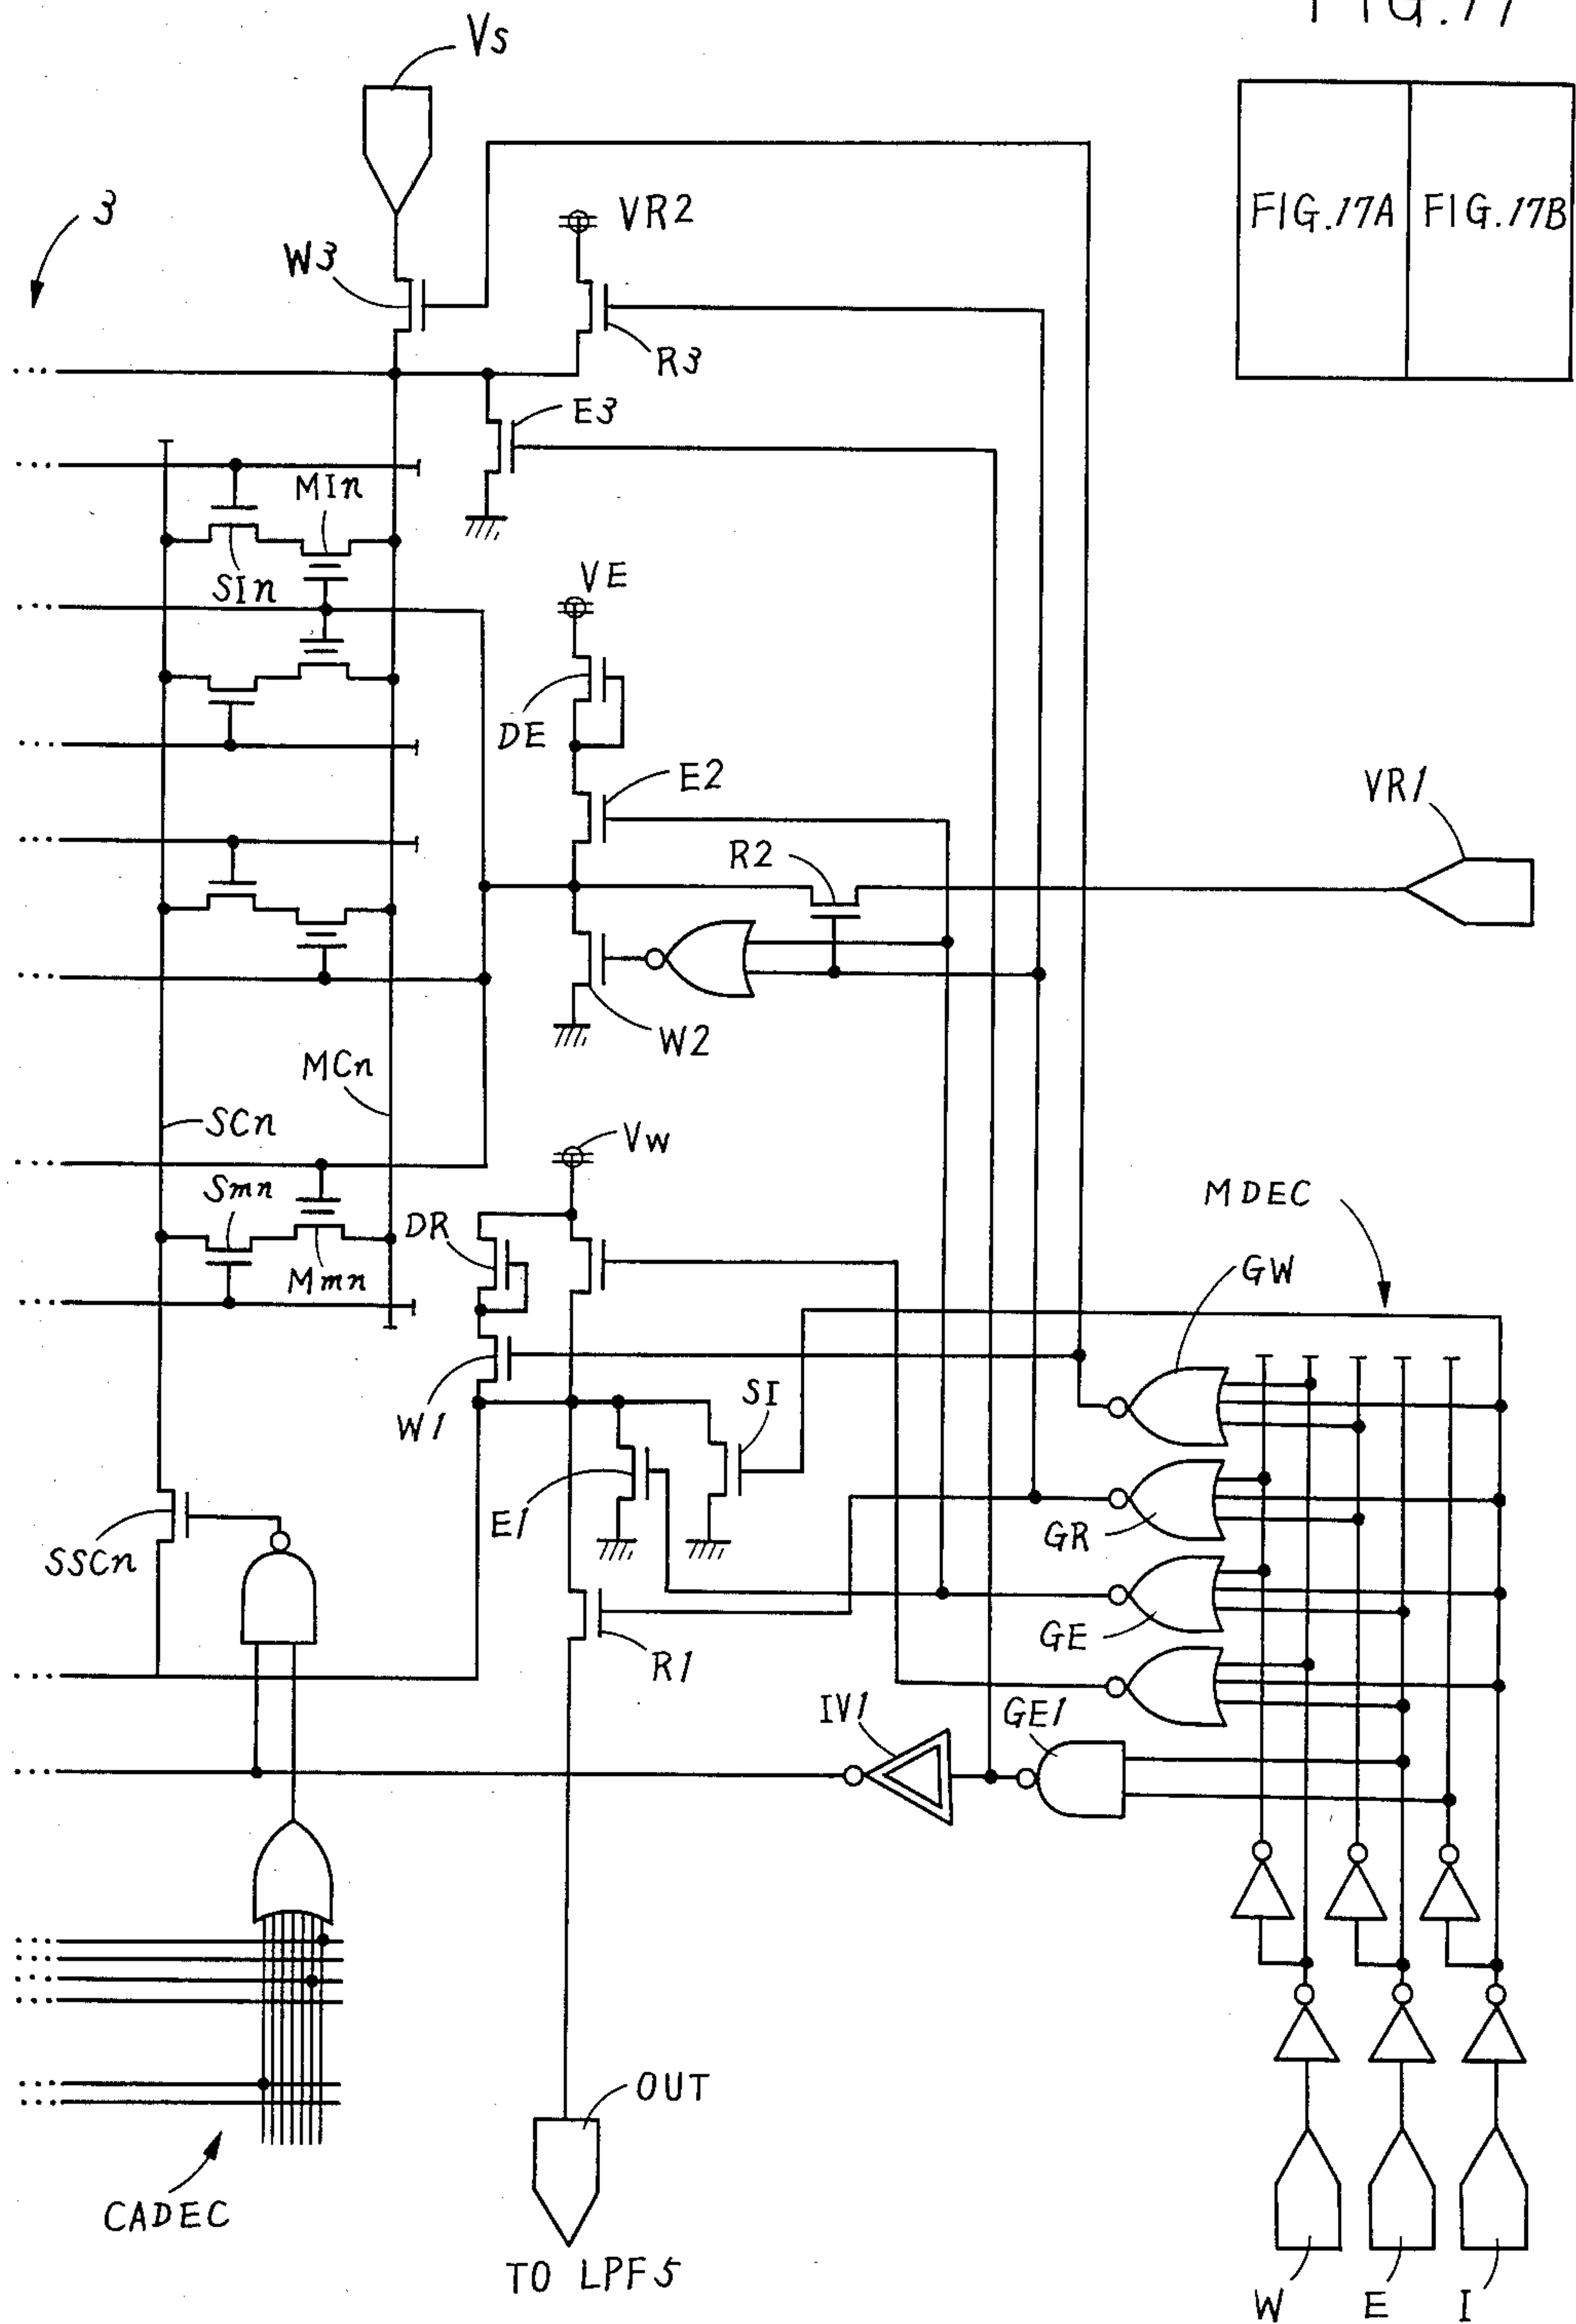 FIG.17
Vs
FIG.17A FIG.17B
3
VR2
W3
R3
E3
MIn
SIn
VE
DE
E2
VR1
R2
W2
MCn
SCn
Vw
Smn
MDEC
DR
Mmn
GW
SI
W1
E1
GR
SSCn
GE
R1
IV1
GE1
OUT
CADEC
TO LPF5
W E I